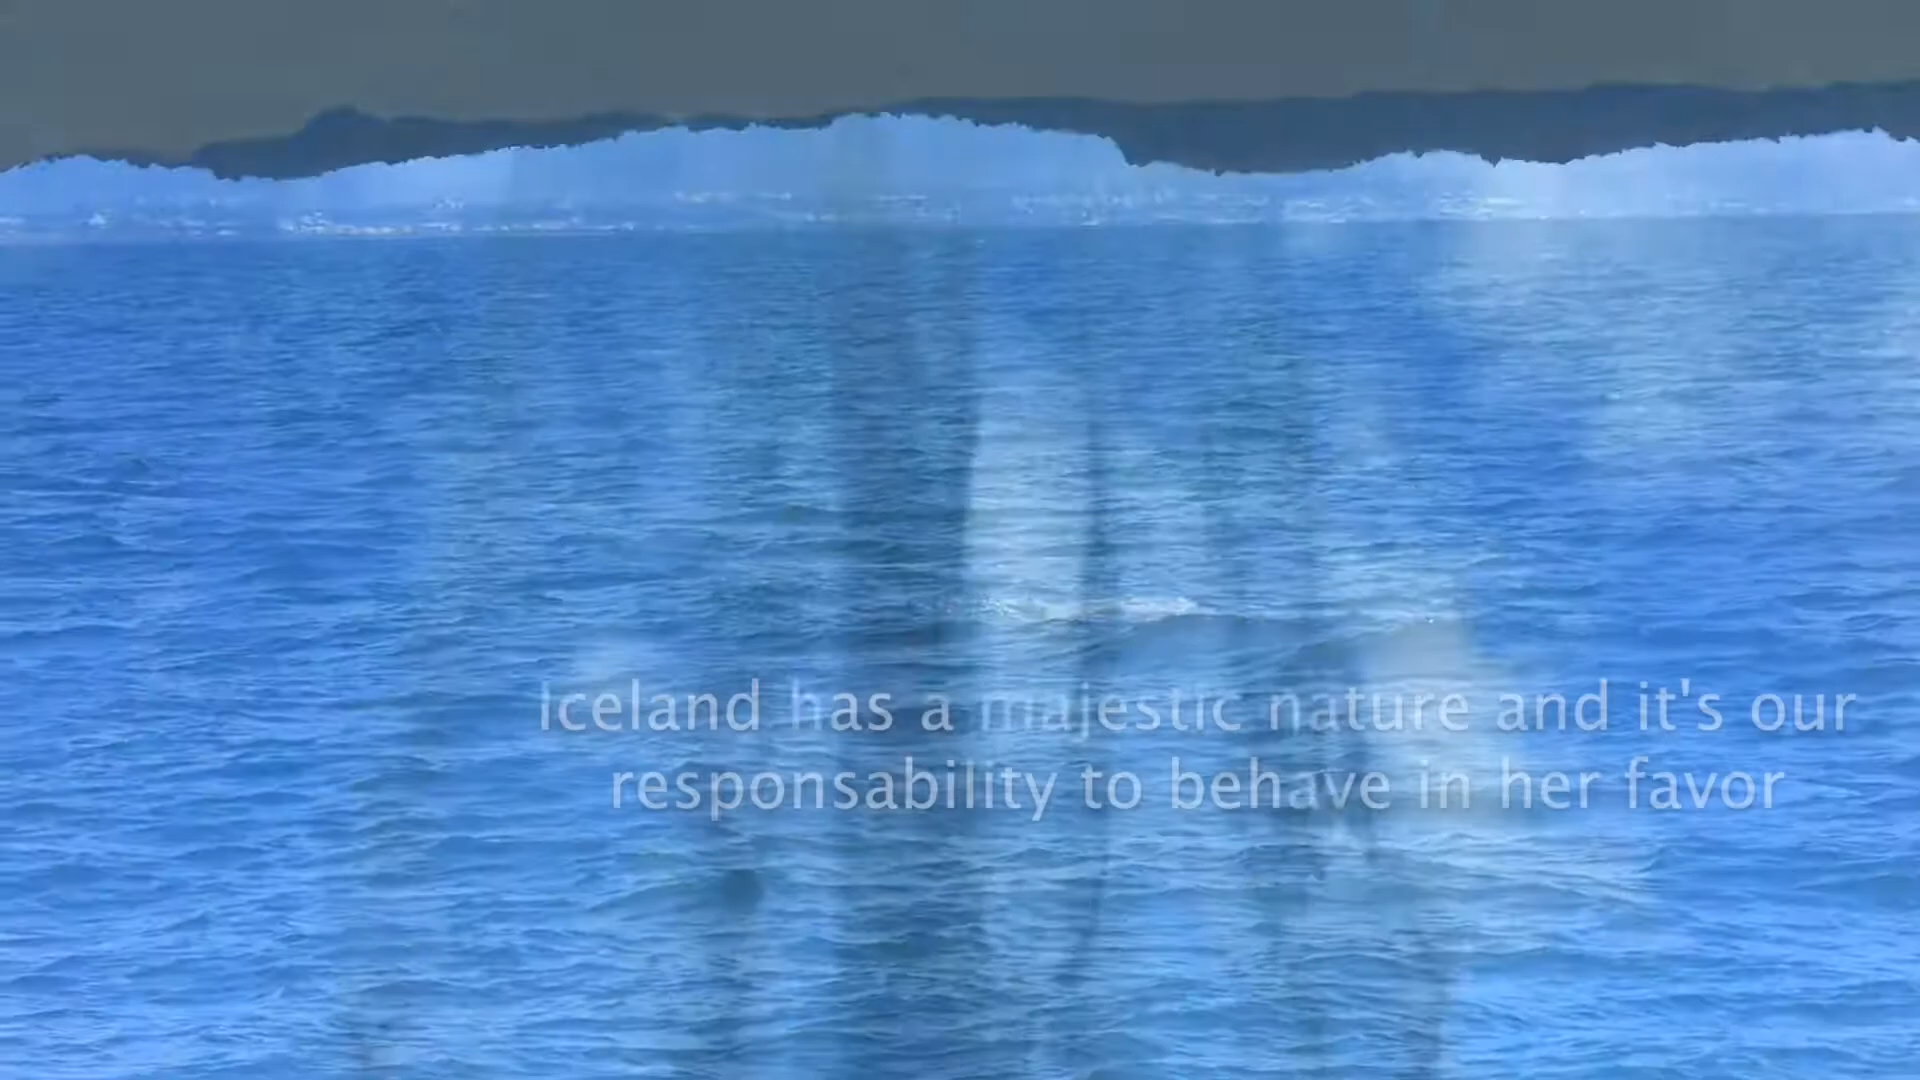 Iceland has a majestic nature and it's our
responsability to behave in her favor